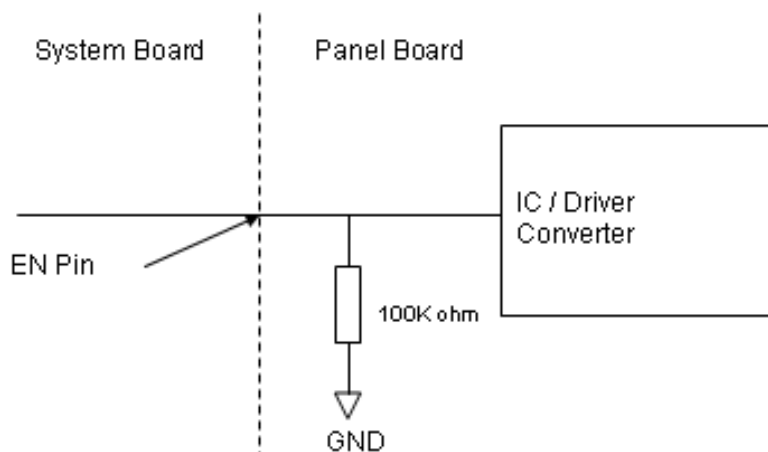 System Board
Panel Board
IC / Driver
Converter
EN Pin
100K ohm
GND